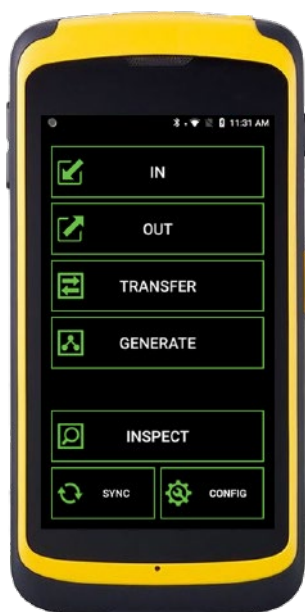 11:31 AM
IN
OUT
TRANSFER
GENERATE
INSPECT
SYNC CONFIG